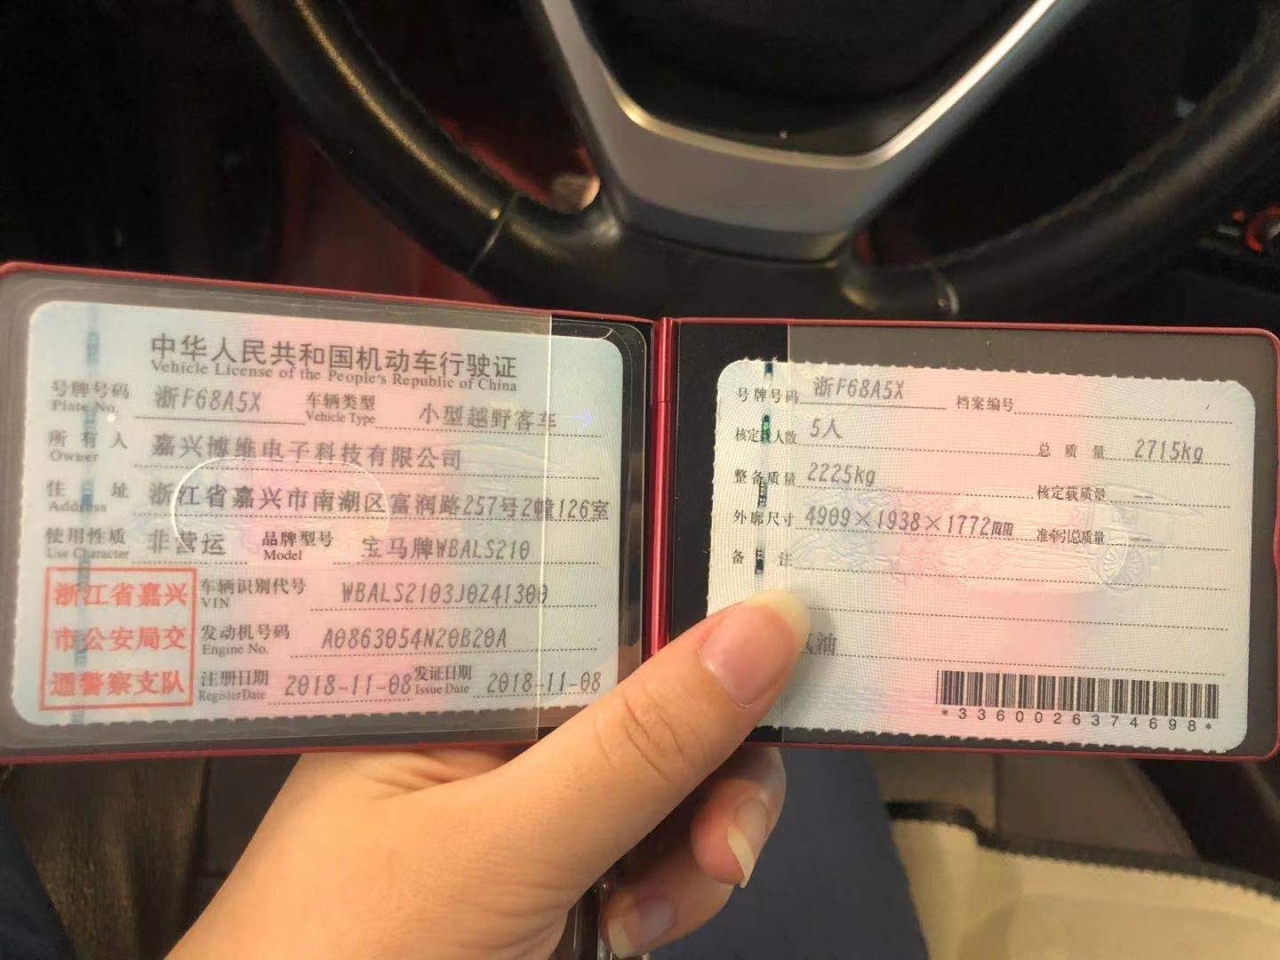 中华人民共和国机动车行驶证
Vehicle License of the People's Republic of China
号牌号码 浙F68A5X 车辆类型 小型越野客车
Plate No. Vehicle Type
所有人 嘉兴博维电子科技有限公司
Owner
住址 浙江省嘉兴市南湖区富润路257号2幢126室
Address
使用性质 非营运 品牌型号 宝马牌WBALS210
Use Character Model
浙江省嘉兴
市公安局交
通警察支队
车辆识别代号 WBALS2103J0Z41300
VIN
发动机号码 A0863054N20B20A
Engine No.
注册日期 2018-11-08 发证日期 2018-11-08
Register Date Issue Date
号牌号码 浙F68A5X 档案编号
核定载人数 5人 总质量 2715kg
整备质量 2225kg 核定载质量 --
外廓尺寸 4909×1938×1772mm 准牵引总质量 --
备注
油
*3360026374698*